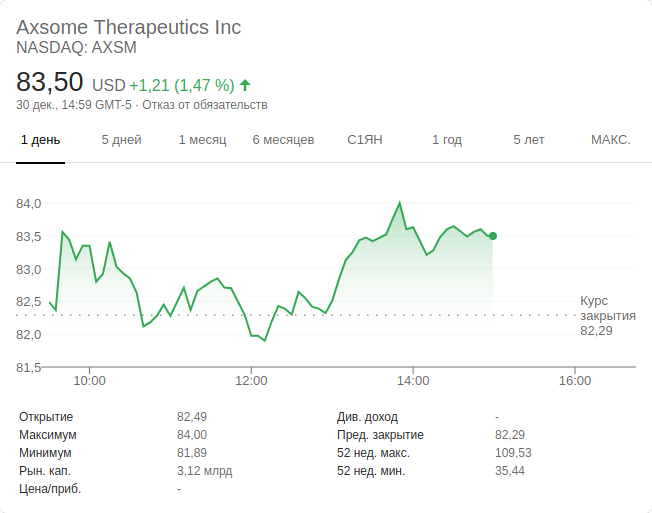 Axsome Therapeutics Inc
NASDAQ: AXSM
83,50 USD +1,21 (1,47 %)
30 дек., 14:59 GMT-5 · Отказ от обязательств
1 день 5 дней 1 месяц 6 месяцев С1ЯН 1 год 5 лет МАКС.
84,0
83,5
83,0
82,5
82,0
81,5
Курс
закрытия
82,29
10:00 12:00 14:00 16:00
Открытие 82,49 Див. доход -
Максимум 84,00 Пред. закрытие 82,29
Минимум 81,89 52 нед. макс. 109,53
Рын. кап. 3,12 млрд 52 нед. мин. 35,44
Цена/приб. -